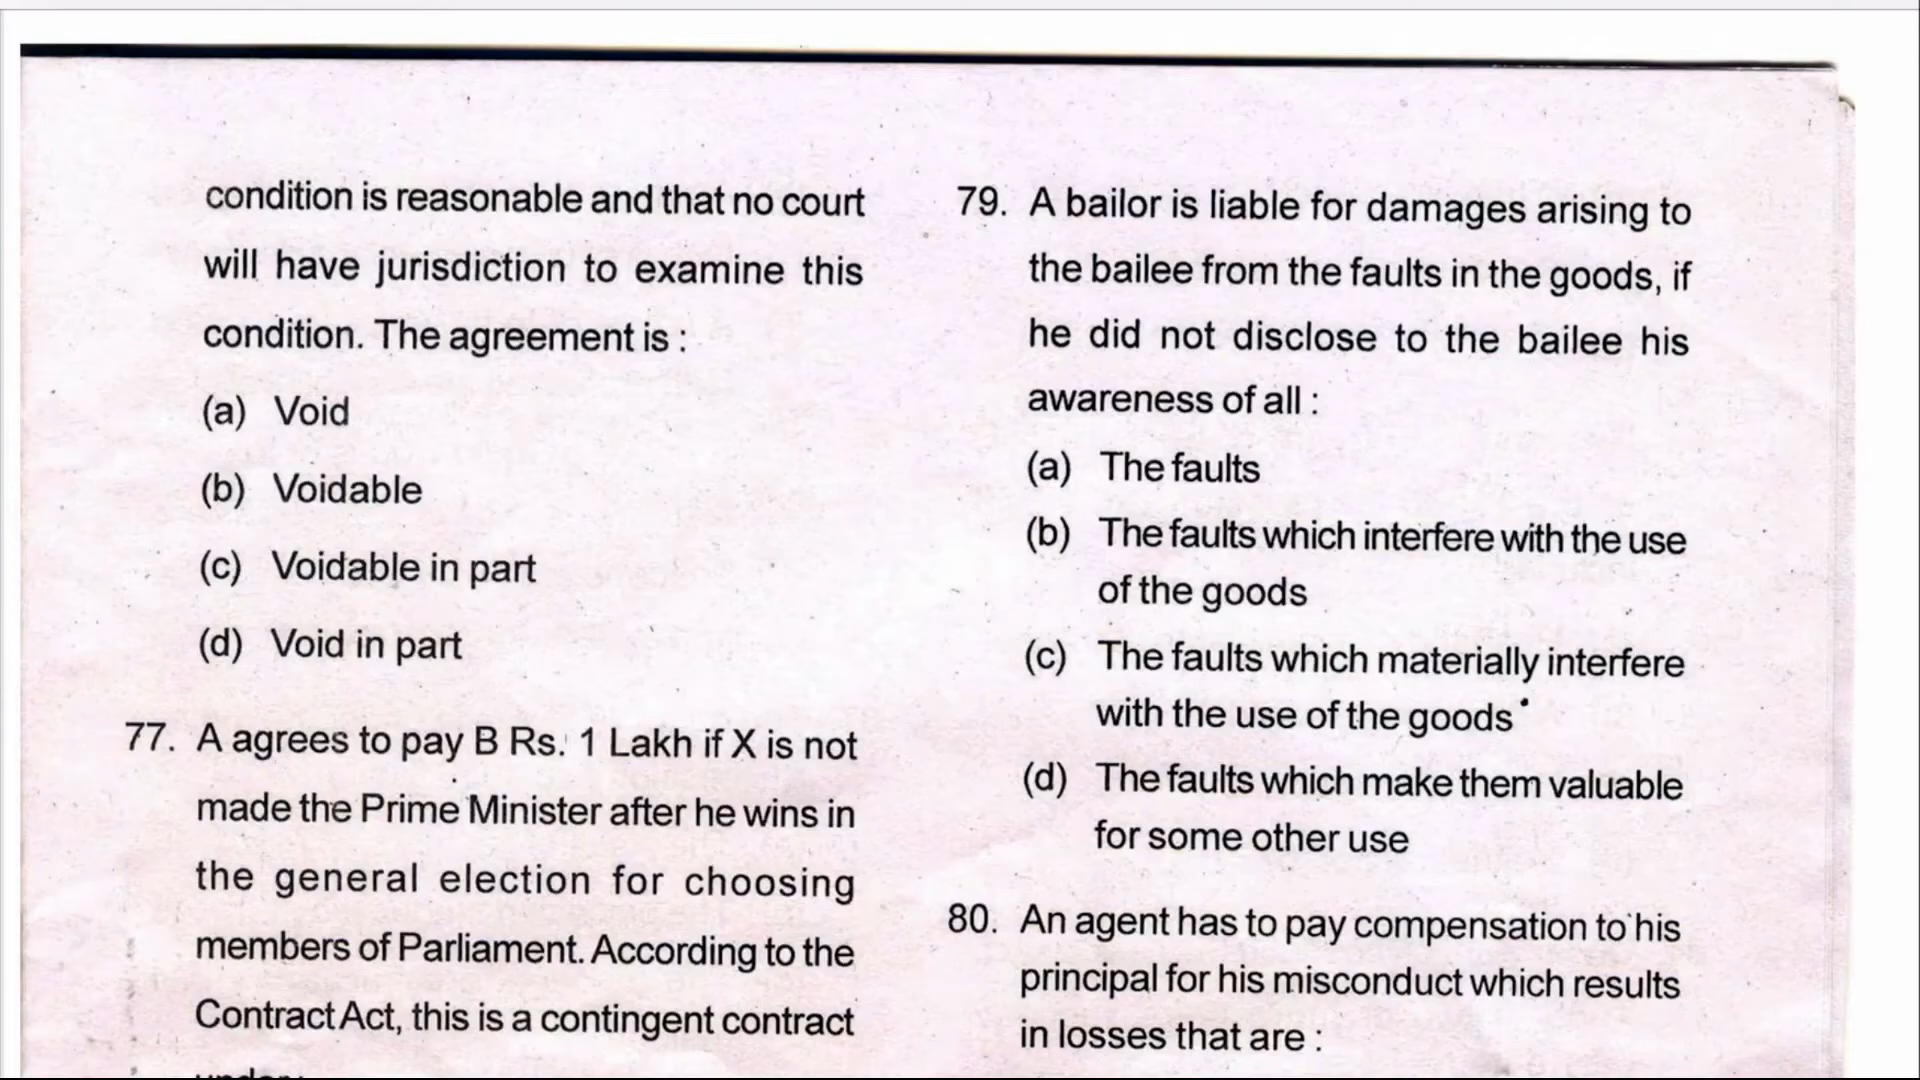 condition is reasonable and that no court
will have jurisdiction to examine this
condition. The agreement is :
(a) Void
(b) Voidable
(c) Voidable in part
(d) Void in part
77. A agrees to pay B Rs. 1 Lakh if X is not
made the Prime Minister after he wins in
the general election for choosing
members of Parliament. According to the
Contract Act, this is a contingent contract
79. A bailor is liable for damages arising to
the bailee from the faults in the goods, if
he did not disclose to the bailee his
awareness of all :
(a) The faults
(b) The faults which interfere with the use
of the goods
(c) The faults which materially interfere
with the use of the goods
(d) The faults which make them valuable
for some other use
80. An agent has to pay compensation to his
principal for his misconduct which results
in losses that are :